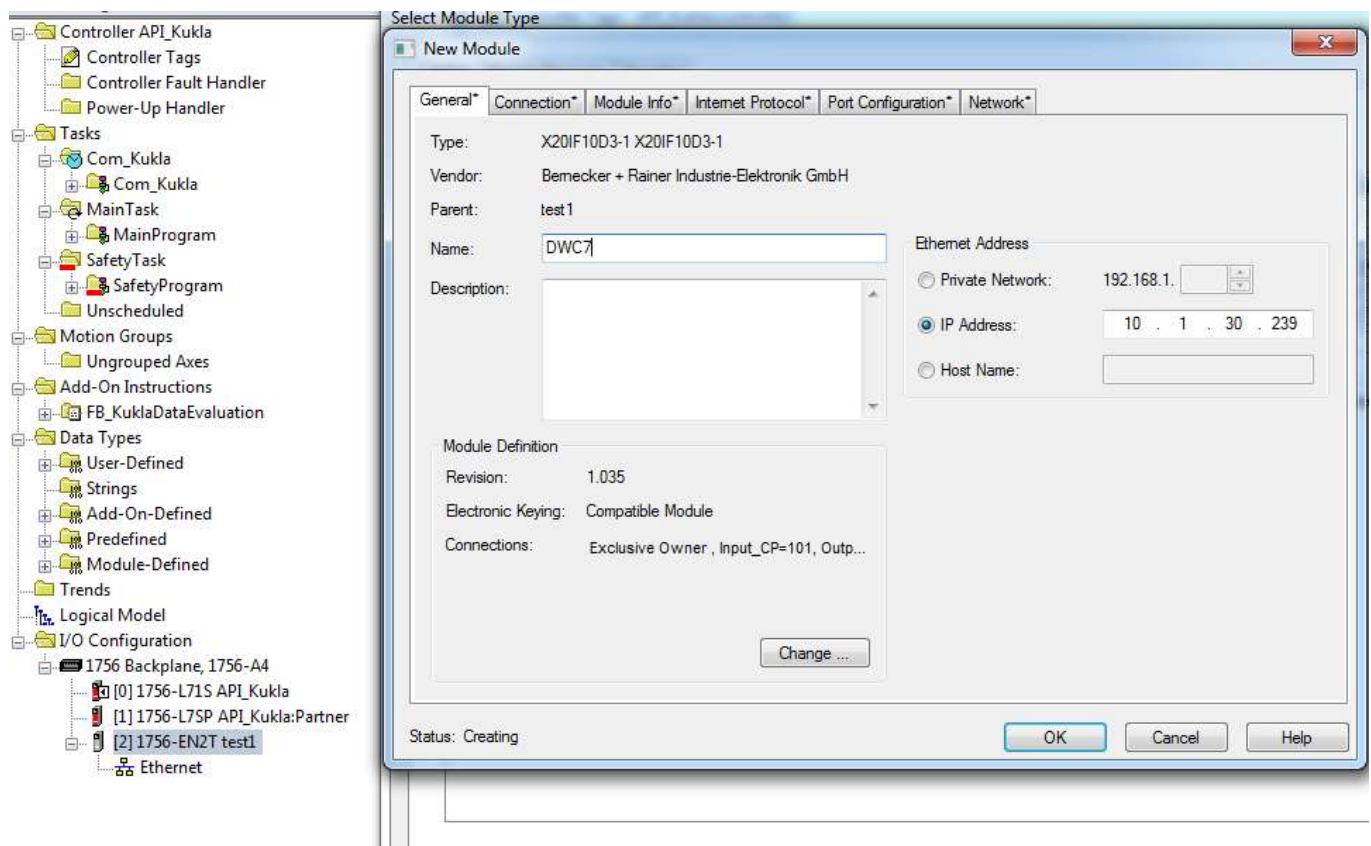 Controller API_Kukla
Controller Tags
Controller Fault Handler
Power-Up Handler
Tasks
Com_Kukla
Com_Kukla
MainTask
MainProgram
SafetyTask
SafetyProgram
Unscheduled
Motion Groups
Ungrouped Axes
Add-On Instructions
FB_KuklaDataEvaluation
Data Types
User-Defined
Strings
Add-On-Defined
Predefined
Module-Defined
Trends
Logical Model
I/O Configuration
1756 Backplane, 1756-A4
[0] 1756-L71S API_Kukla
[1] 1756-L7SP API_Kukla:Partner
[2] 1756-EN2T test1
Ethernet
Select Module Type
New Module
General* Connection* Module Info* Internet Protocol* Port Configuration* Network*
Type: X20IF10D3-1 X20IF10D3-1
Vendor: Bernecker + Rainer Industrie-Elektronik GmbH
Parent: test1
Name: DWC7
Description:
Ethernet Address
Private Network: 192.168.1.
IP Address: 10 . 1 . 30 . 239
Host Name:
Module Definition
Revision: 1.035
Electronic Keying: Compatible Module
Connections: Exclusive Owner , Input_CP=101, Outp...
Change ...
Status: Creating
OK Cancel Help